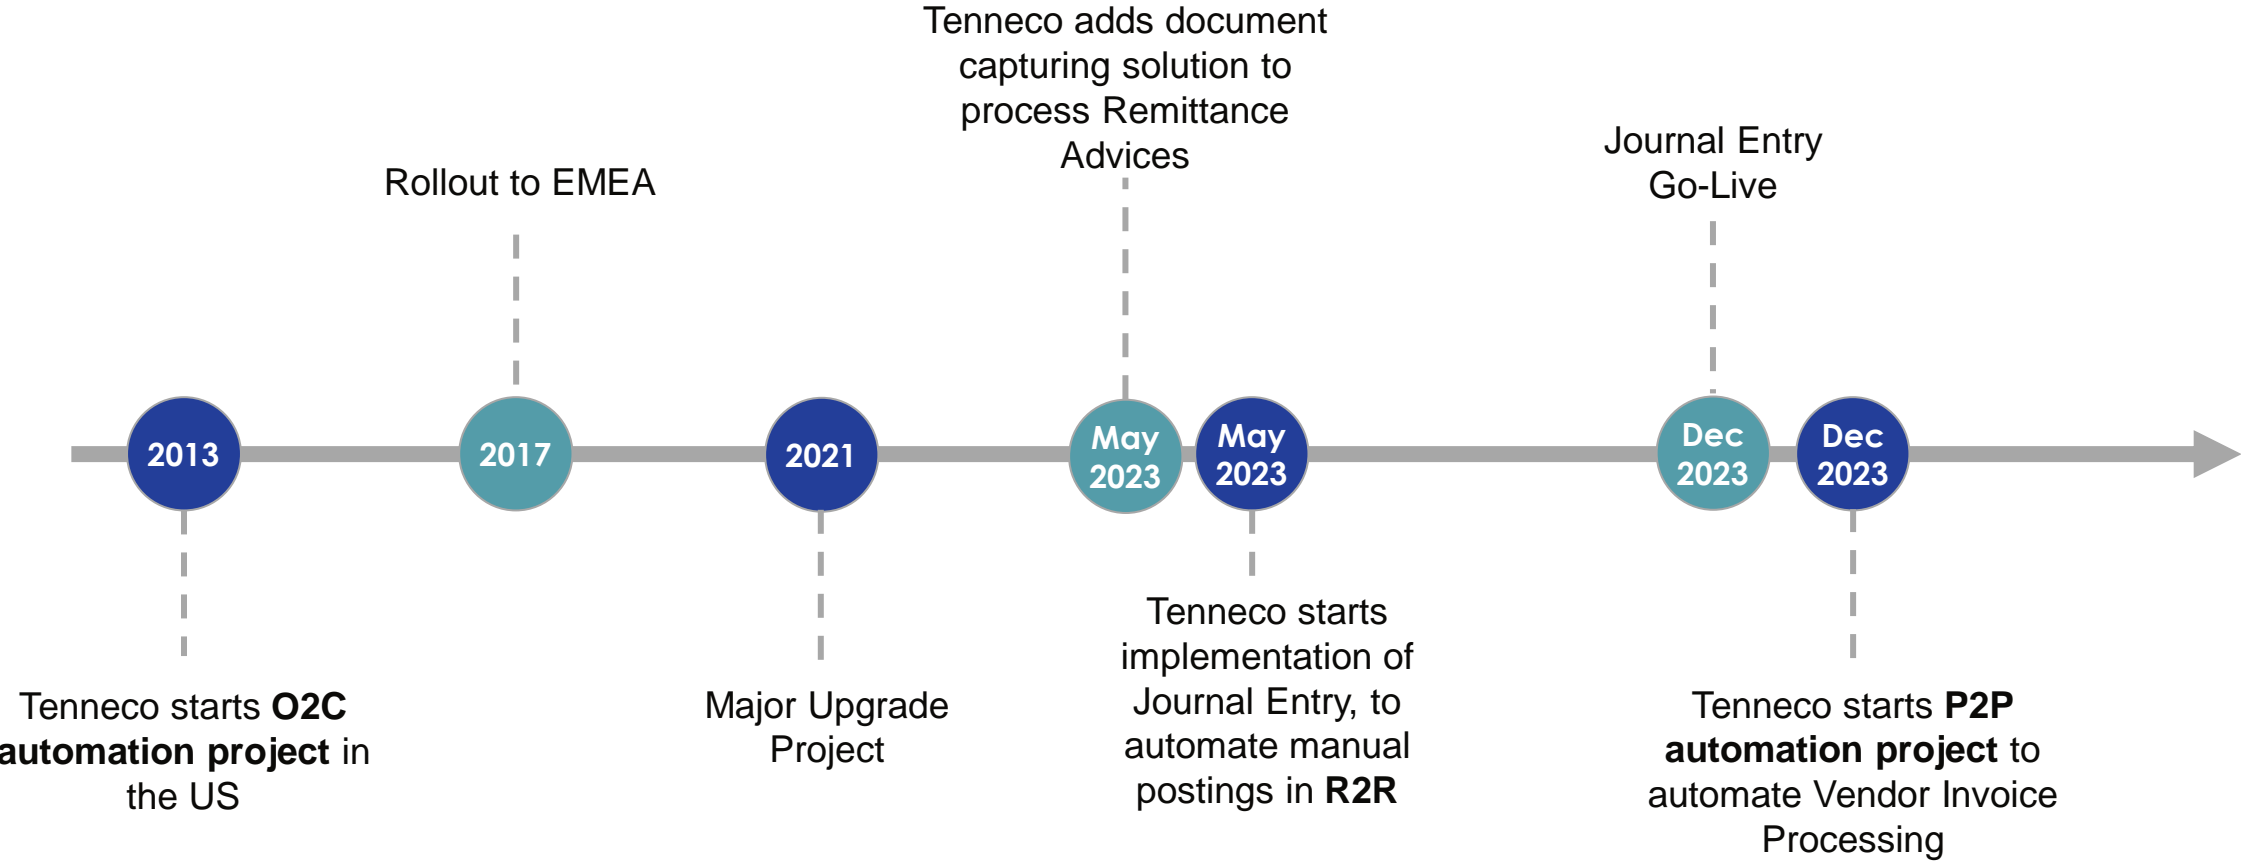 Tenneco adds document
capturing solution to
process Remittance
Advices
Journal Entry
Go-Live
Rollout to EMEA
2013
2017
2021
May
2023
May
2023
Dec
2023
Dec
2023
Tenneco starts O2C
automation project in
the US
Major Upgrade
Project
Tenneco starts
implementation of
Journal Entry, to
automate manual
postings in R2R
Tenneco starts P2P
automation project to
automate Vendor Invoice
Processing